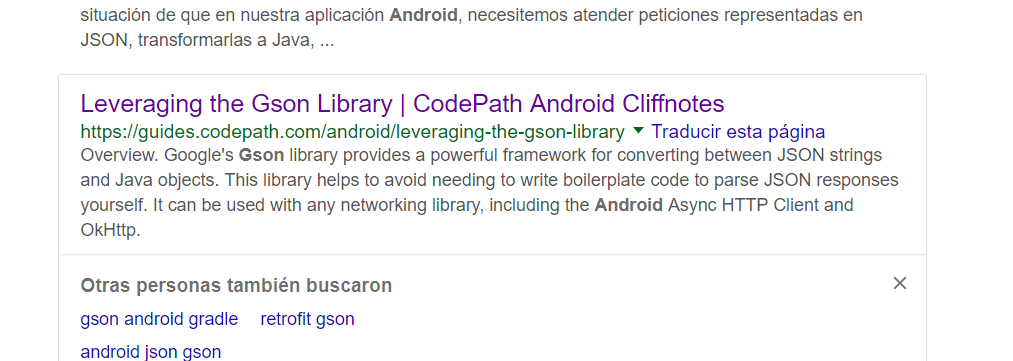 situación de que en nuestra aplicación Android, necesitemos atender peticiones representadas en
JSON, transformarlas a Java, ...
Leveraging the Gson Library | CodePath Android Cliffnotes
https://guides.codepath.com/android/leveraging-the-gson-library Traducir esta página
Overview. Google's Gson library provides a powerful framework for converting between JSON strings
and Java objects. This library helps to avoid needing to write boilerplate code to parse JSON responses
yourself. It can be used with any networking library, including the Android Async HTTP Client and
OkHttp.
Otras personas también buscaron
gson android gradle retrofit gson
android json gson